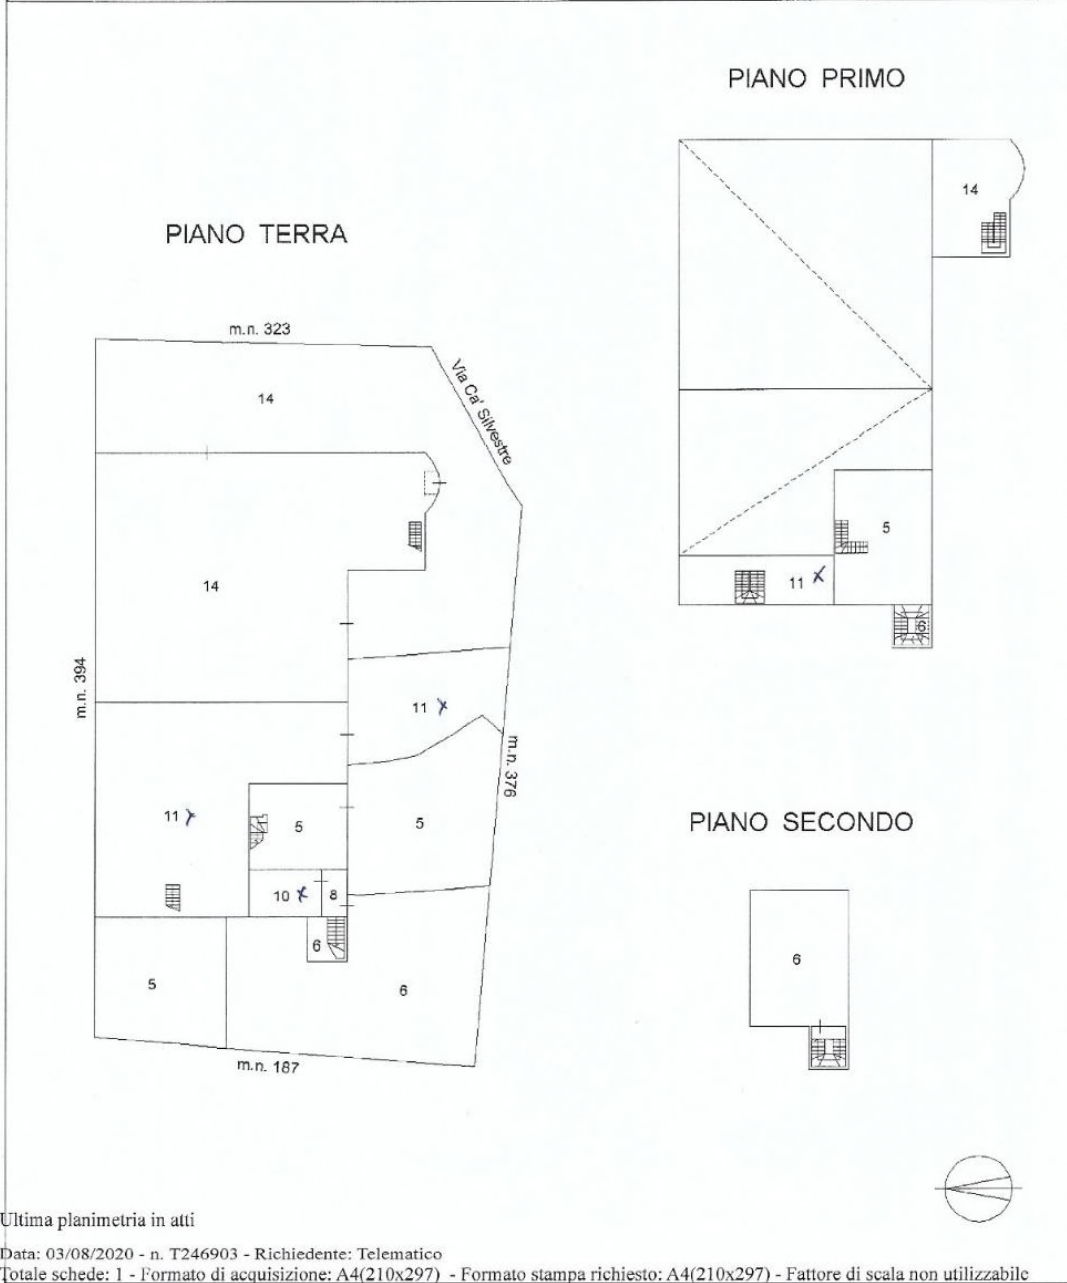 PIANO PRIMO
14
5
11
6
PIANO TERRA
m.n. 323
Via Ca' Silvestre
14
14
m.n. 394
11
m.n. 376
11
5
5
10
8
6
5
6
m.n. 187
PIANO SECONDO
6
Ultima planimetria in atti
Data: 03/08/2020 - n. T246903 - Richiedente: Telematico
Totale schede: 1 - Formato di acquisizione: A4(210x297) - Formato stampa richiesto: A4(210x297) - Fattore di scala non utilizzabile